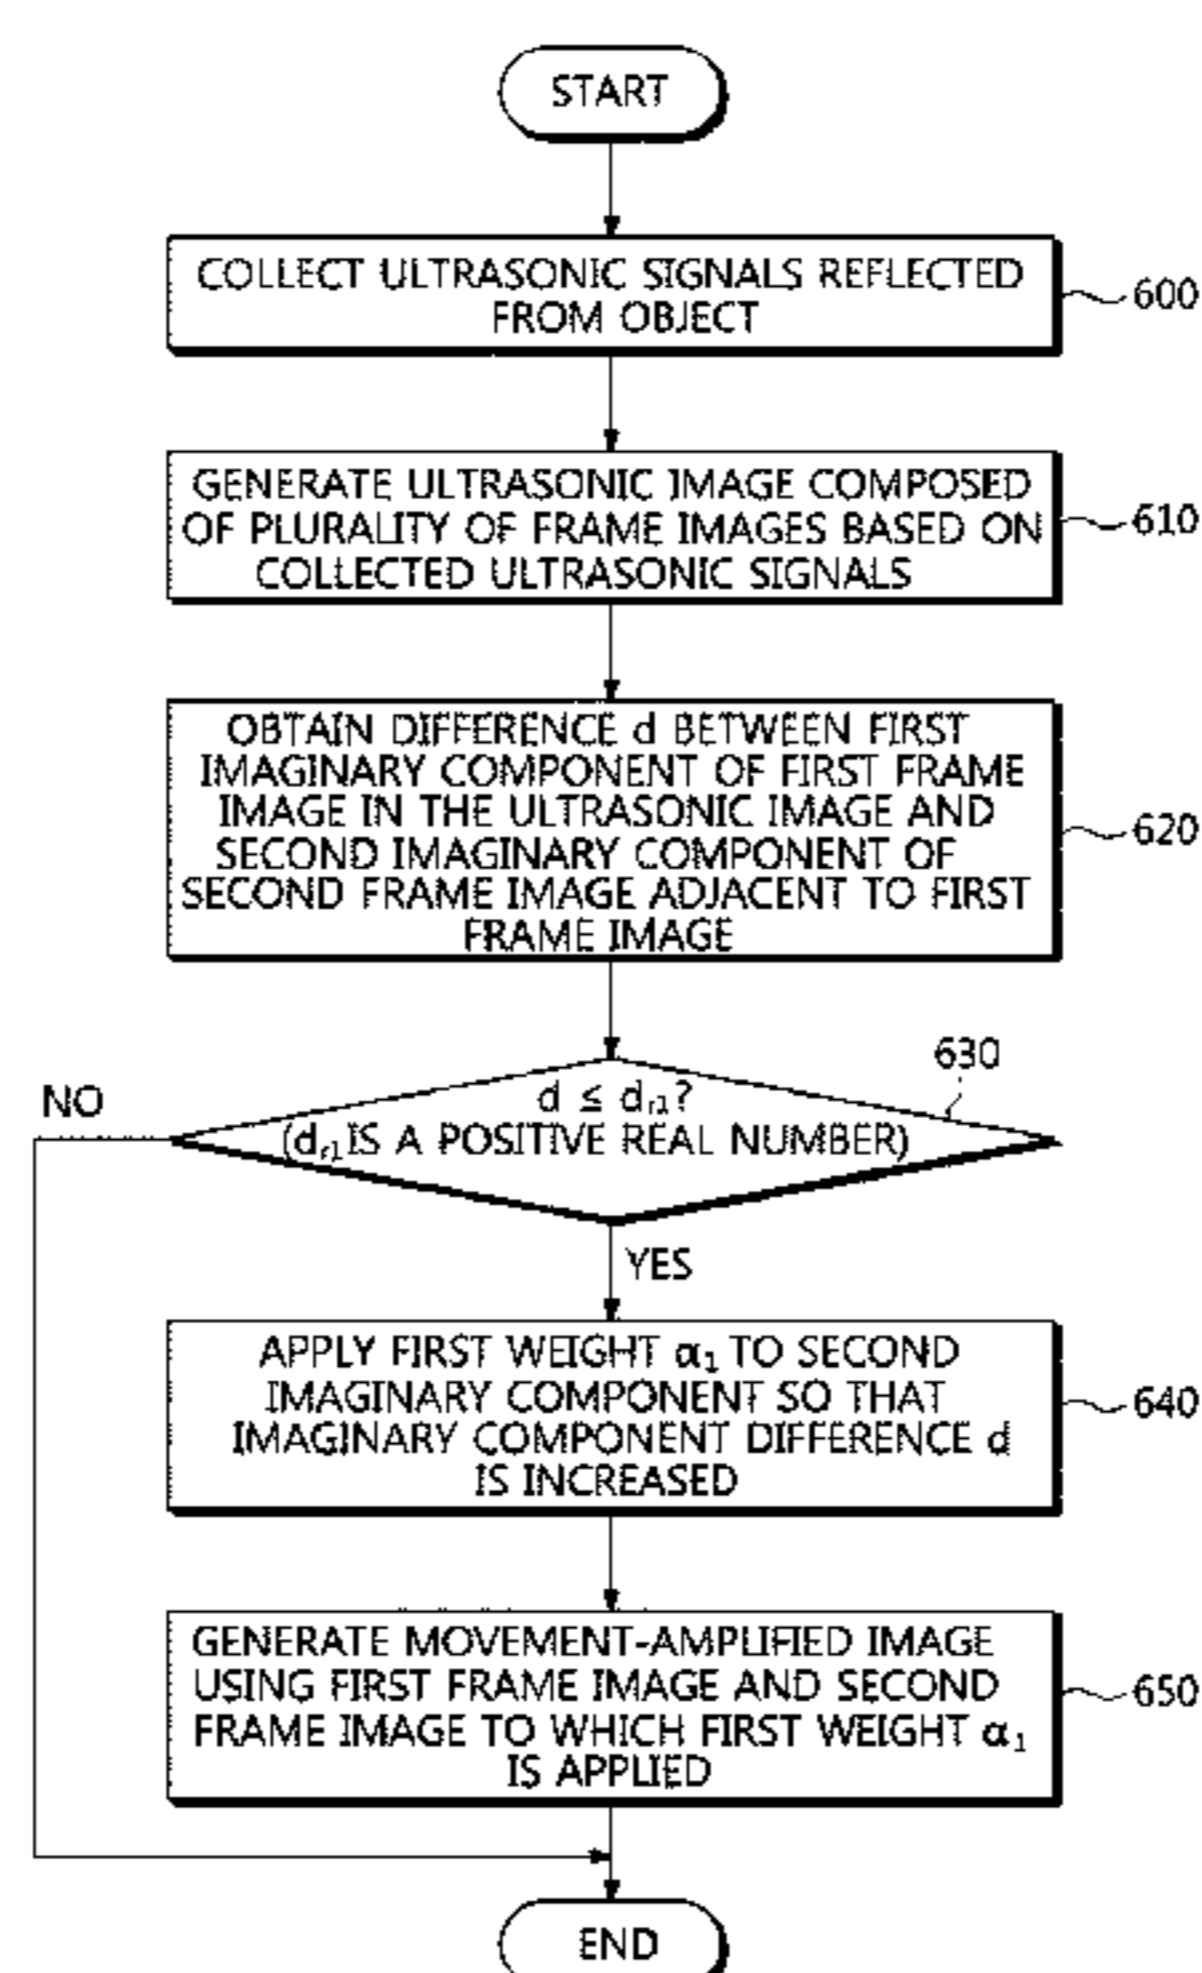 START
COLLECT ULTRASONIC SIGNALS REFLECTED
FROM OBJECT
600
GENERATE ULTRASONIC IMAGE COMPOSED
OF PLURALITY OF FRAME IMAGES BASED ON
COLLECTED ULTRASONIC SIGNALS
610
OBTAIN DIFFERENCE d BETWEEN FIRST
IMAGINARY COMPONENT OF FIRST FRAME
IMAGE IN THE ULTRASONIC IMAGE AND
SECOND IMAGINARY COMPONENT OF
SECOND FRAME IMAGE ADJACENT TO FIRST
FRAME IMAGE
620
630
NO
d ≤ dr1?
(dr1 IS A POSITIVE REAL NUMBER)
YES
APPLY FIRST WEIGHT α1 TO SECOND
IMAGINARY COMPONENT SO THAT
IMAGINARY COMPONENT DIFFERENCE d
IS INCREASED
640
GENERATE MOVEMENT-AMPLIFIED IMAGE
USING FIRST FRAME IMAGE AND SECOND
FRAME IMAGE TO WHICH FIRST WEIGHT α1
IS APPLIED
650
END